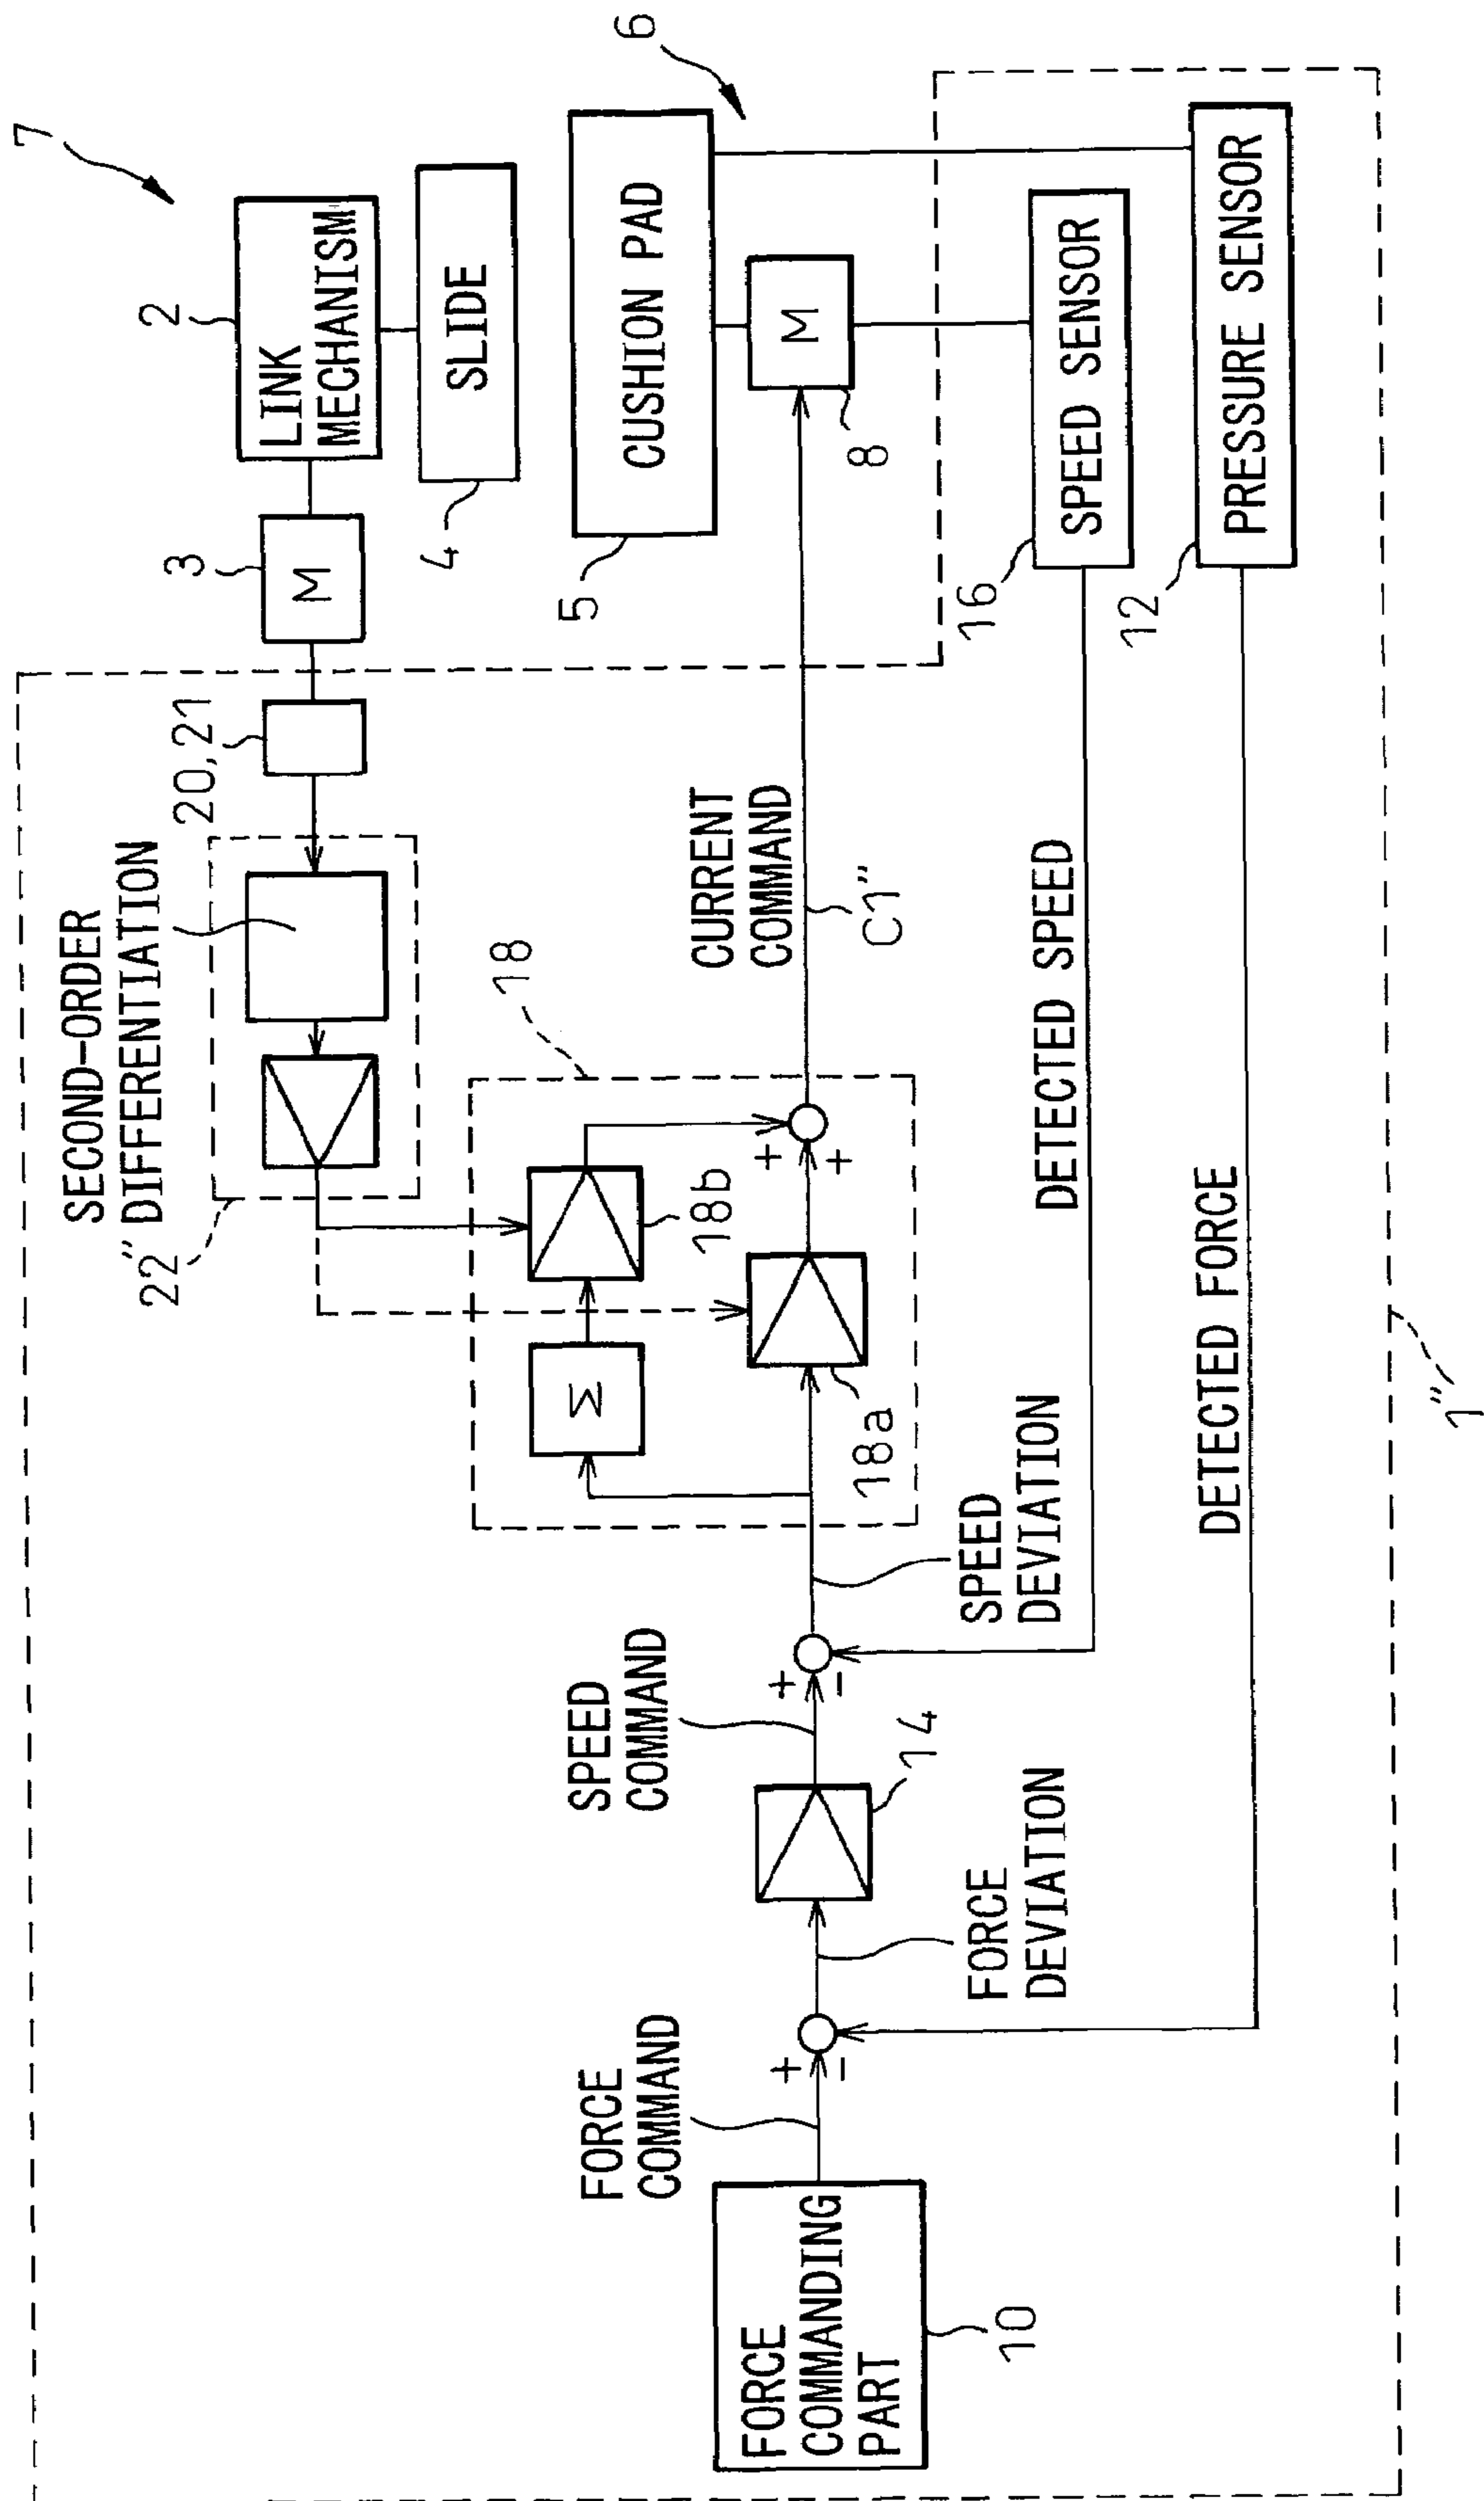 7
2
LINK
MECHANISM
3
M
SLIDE
4
6
CUSHION PAD
5
M
8
20,21
SECOND-ORDER
DIFFERENTIATION
22"
18
18b
Σ
18a
+
+
CURRENT
COMMAND
C1"
SPEED SENSOR
16
PRESSURE SENSOR
12
DETECTED SPEED
DETECTED FORCE
SPEED
DEVIATION
SPEED
COMMAND
+
-
14
FORCE
DEVIATION
FORCE
COMMAND
+
-
FORCE
COMMANDING
PART
10
1"